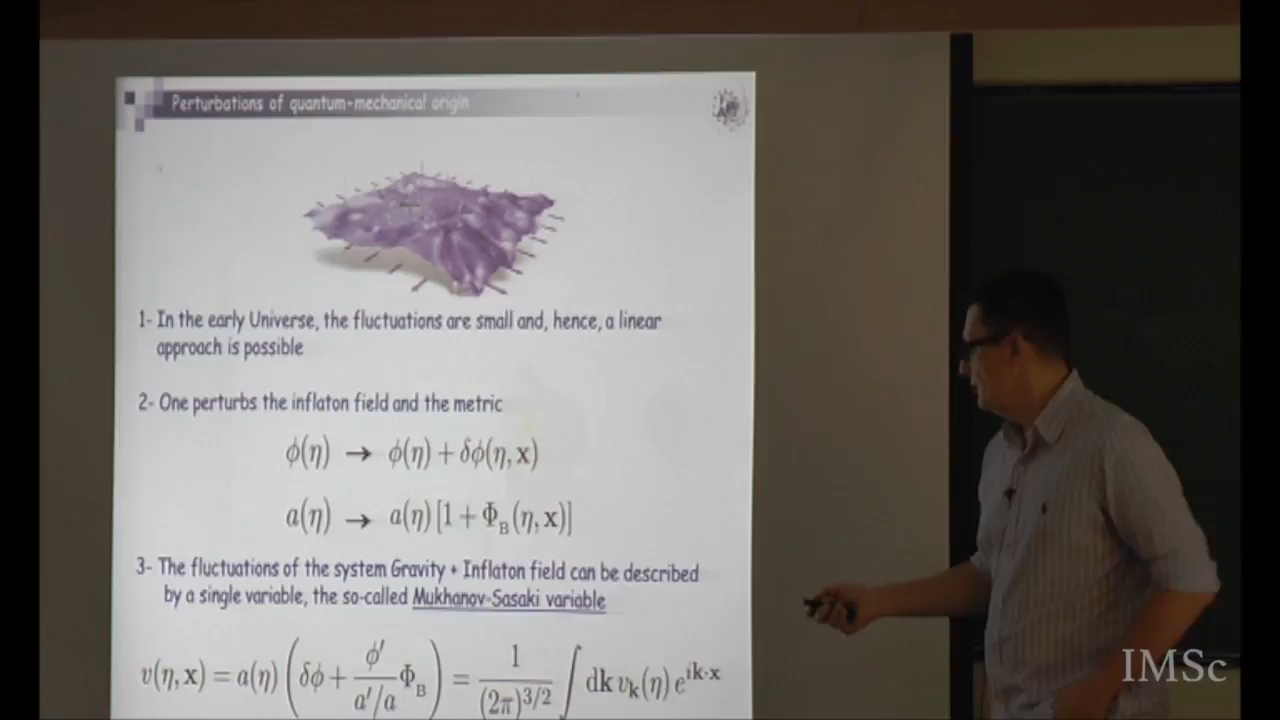 Perturbations of quantum-mechanical origin
1- In the early Universe, the fluctuations are small and, hence, a linear
approach is possible
2- One perturbs the inflaton field and the metric
ϕ(η) → ϕ(η) + δϕ(η, x)
a(η) → a(η) [1 + Φ_B(η, x)]
3- The fluctuations of the system Gravity + Inflaton field can be described
by a single variable, the so-called Mukhanov-Sasaki variable
v(η, x) = a(η) (δϕ + ϕ′/(a′/a) Φ_B) = 1/(2π)^{3/2} ∫ dk v_k(η) e^{ik·x}
IMSc